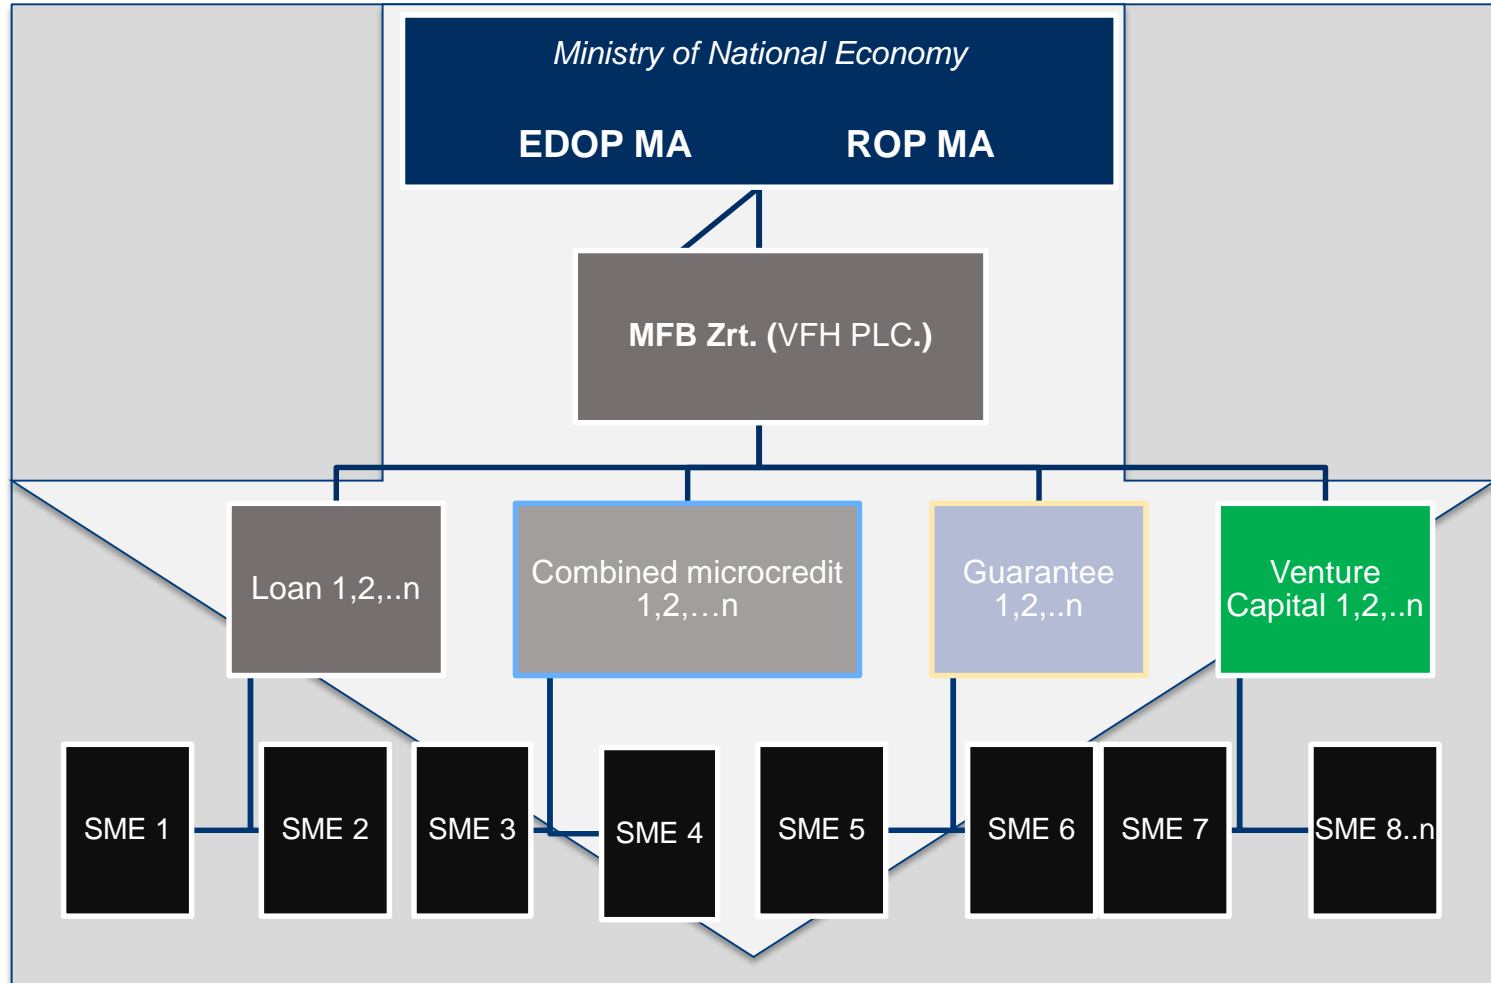 Ministry of National Economy
EDOP MA ROP MA
MFB Zrt. (VFH PLC.)
Loan 1,2,..n
Combined microcredit
1,2,…n
Guarantee
1,2,..n
Venture
Capital 1,2,..n
SME 1
SME 2
SME 3
SME 4
SME 5
SME 6
SME 7
SME 8..n